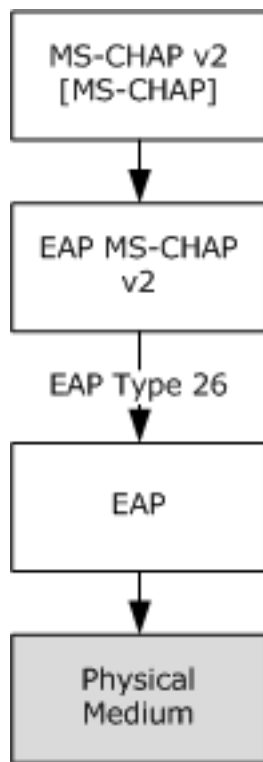 MS-CHAP v2
[MS-CHAP]
EAP MS-CHAP
v2
EAP Type 26
EAP
Physical
Medium